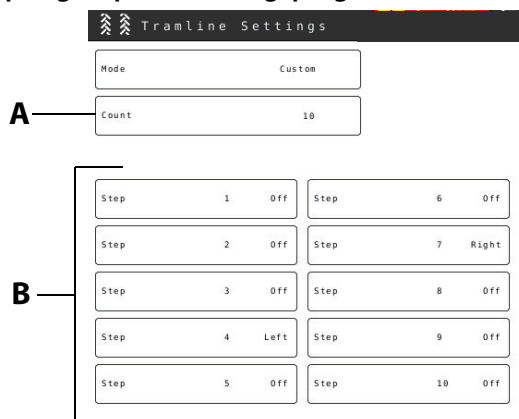 Tramline Settings
Mode Custom
A
Count 10
B
Step 1 Off
Step 2 Off
Step 3 Off
Step 4 Left
Step 5 Off
Step 6 Off
Step 7 Right
Step 8 Off
Step 9 Off
Step 10 Off